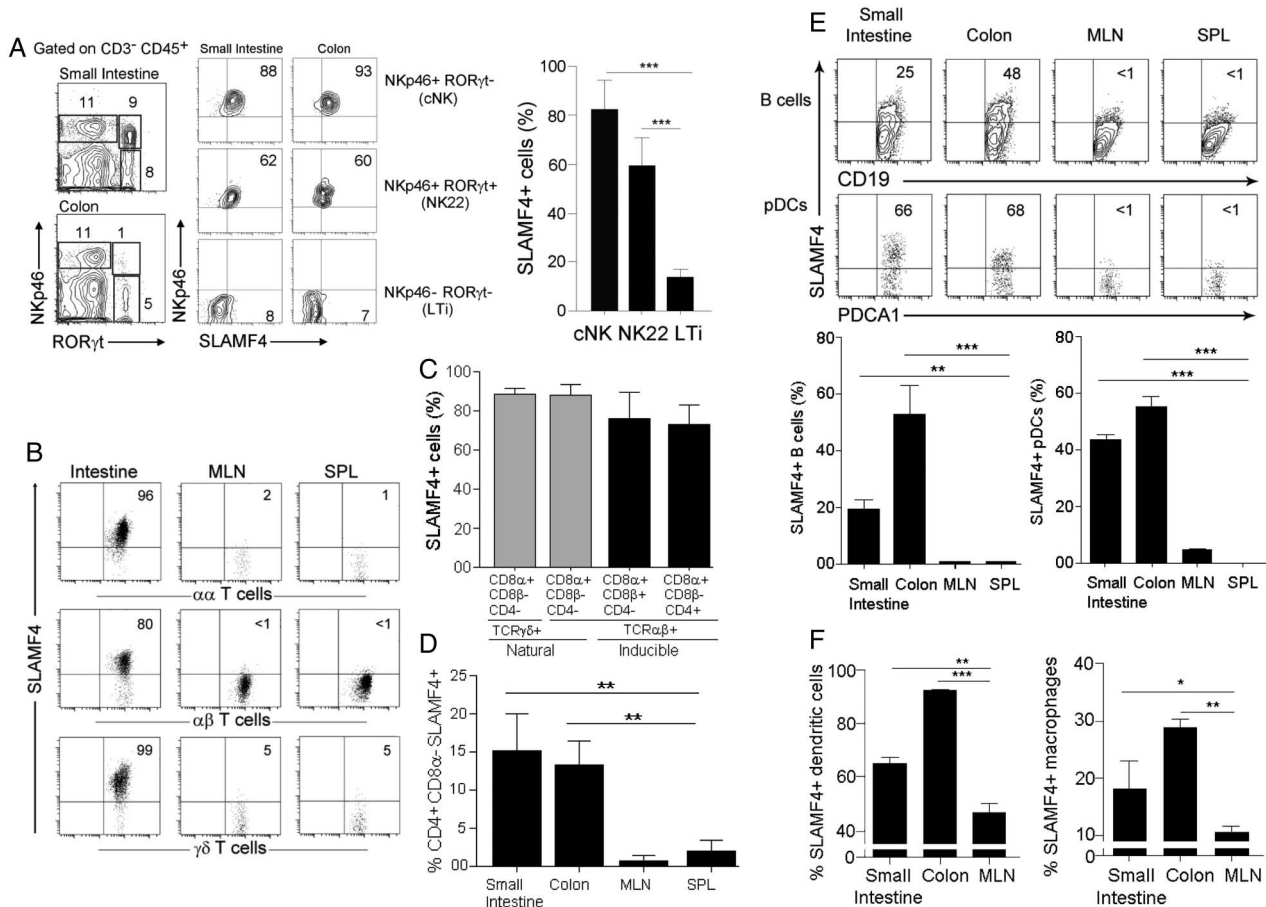 A
Gated on CD3- CD45+
Small Intestine
11 9
8
Colon
11 1
5
NKp46
RORγt
Small Intestine Colon
88 93
NKp46+ RORγt-
(cNK)
62 60
NKp46+ RORγt+
(NK22)
8 7
NKp46- RORγt-
(LTi)
NKp46
SLAMF4
SLAMF4+ cells (%)
100
80
60
40
20
0
***
***
cNK NK22 LTi
B
Intestine MLN SPL
96 2 1
αα T cells
80 <1 <1
αβ T cells
99 5 5
γδ T cells
SLAMF4
C
SLAMF4+ cells (%)
100
80
60
40
20
00
CD8α+ CD8α+ CD8α+ CD8α+
CD8β- CD8β- CD8β+ CD8β-
CD4- CD4- CD4- CD4+
TCRγδ+ TCRαβ+
Natural Inducible
D
% CD4+CD8α-SLAMF4+
25
20
15
10
5
00
**
**
Small Intestine Colon MLN SPL
E
Small Intestine Colon MLN SPL
B cells
25 48 <1 <1
CD19
pDCs
66 68 <1 <1
SLAMF4
PDCA1
SLAMF4+ B cells (%)
80
60
40
20
00
***
**
Small Intestine Colon MLN SPL
SLAMF4+ pDCs (%)
80
60
40
20
00
***
***
Small Intestine Colon MLN SPL
F
% SLAMF4+ dendritic cells
100
80
60
40
0
**
***
Small Intestine Colon MLN
% SLAMF4+ macrophages
40
30
20
10
0
*
**
Small Intestine Colon MLN